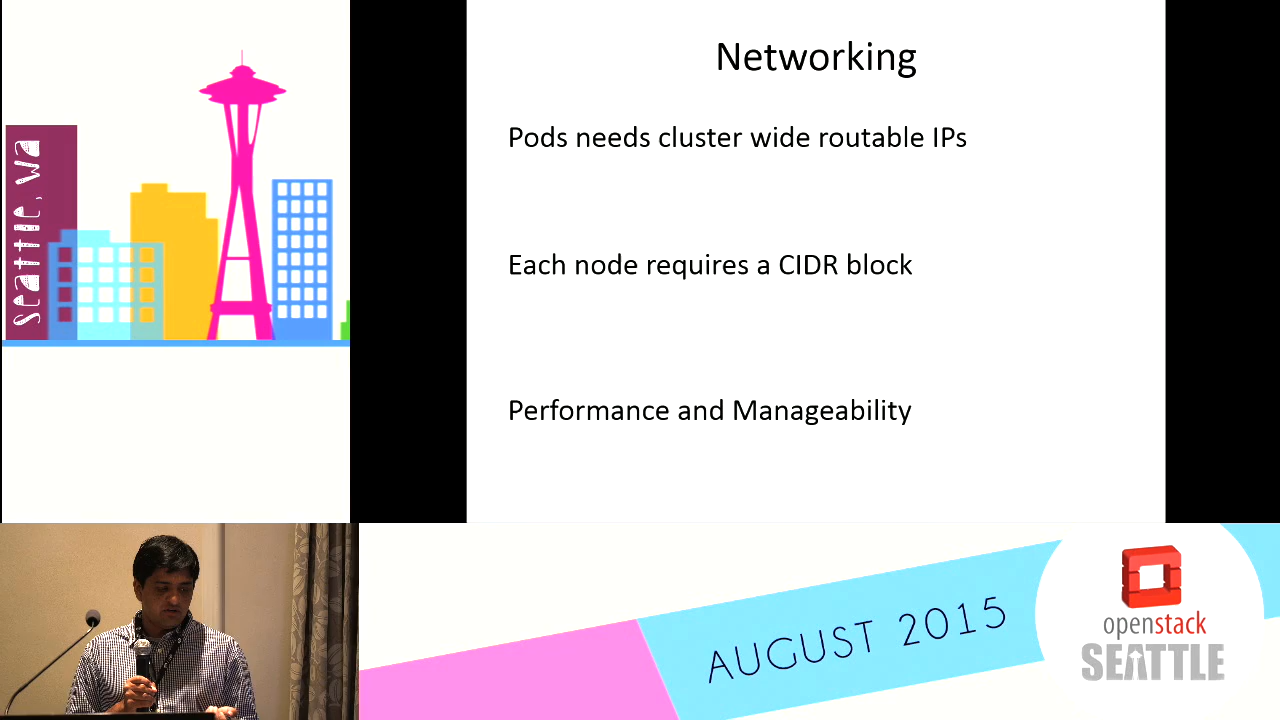 Networking
Pods needs cluster wide routable IPs
Each node requires a CIDR block
Performance and Manageability
Seattle, WA
AUGUST 2015
openstack
SEATTLE